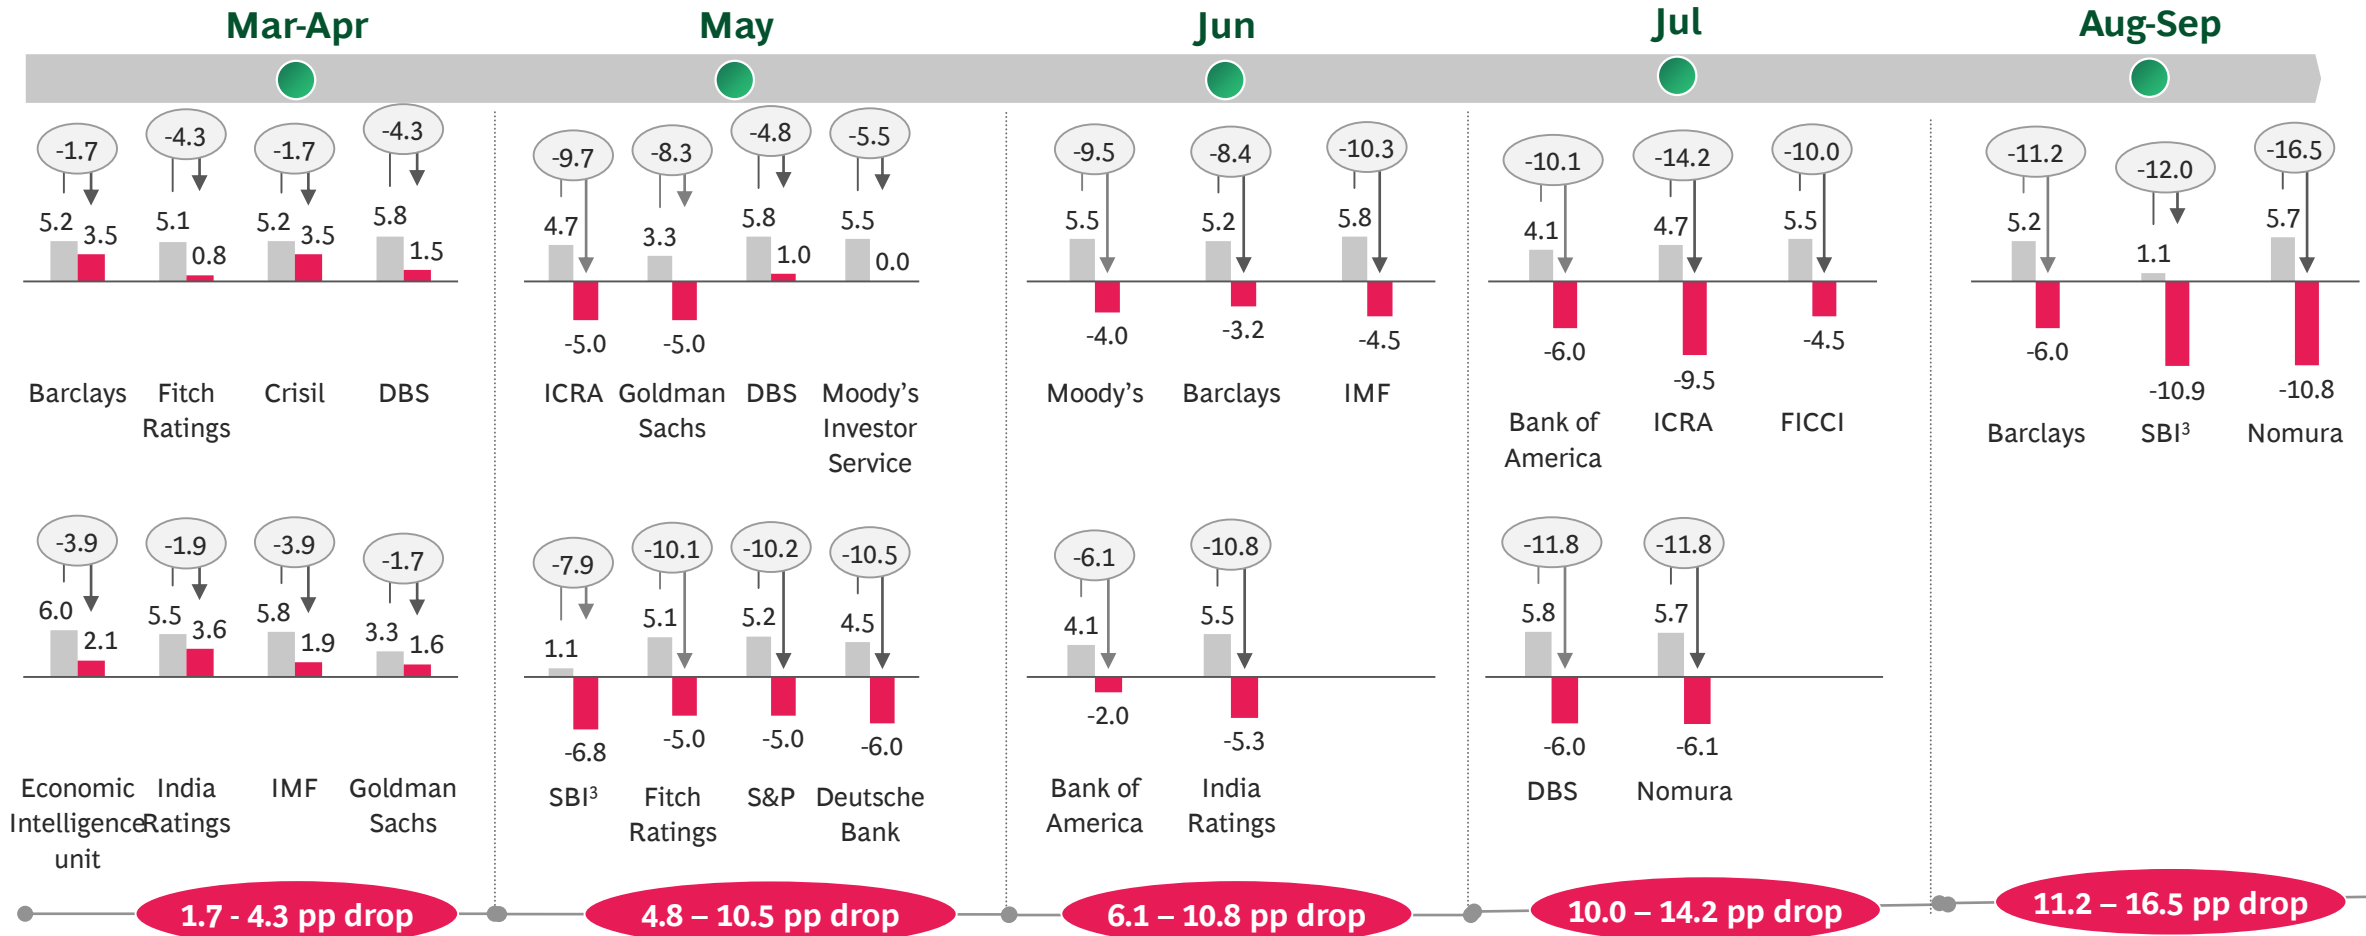 Mar-Apr
May
Jun
Jul
Aug-Sep
-1.7 -4.3 -1.7 -4.3
5.2 3.5 5.1 0.8 5.2 3.5 5.8 1.5
Barclays Fitch Crisil DBS
Ratings
-9.7 -8.3 -4.8 -5.5
4.7 3.3 5.8 1.0 5.5 0.0
-5.0 -5.0
ICRA Goldman DBS Moody's
Sachs Investor
Service
-9.5 -8.4 -10.3
5.5 5.2 5.8
-4.0 -3.2 -4.5
Moody's Barclays IMF
-10.1 -14.2 -10.0
4.1 4.7 5.5
-6.0 -9.5 -4.5
Bank of ICRA FICCI
America
-11.2 -12.0 -16.5
5.2 1.1 5.7
-6.0 -10.9 -10.8
Barclays SBI³ Nomura
-3.9 -1.9 -3.9 -1.7
6.0 2.1 5.5 3.6 5.8 1.9 3.3 1.6
Economic India IMF Goldman
Intelligence Ratings Sachs
unit
-7.9 -10.1 -10.2 -10.5
1.1 5.1 5.2 4.5
-6.8 -5.0 -5.0 -6.0
SBI³ Fitch S&P Deutsche
Ratings Bank
-6.1 -10.8
4.1 5.5
-2.0 -5.3
Bank of India
America Ratings
-11.8 -11.8
5.8 5.7
-6.0 -6.1
DBS Nomura
1.7 - 4.3 pp drop
4.8 – 10.5 pp drop
6.1 – 10.8 pp drop
10.0 – 14.2 pp drop
11.2 – 16.5 pp drop